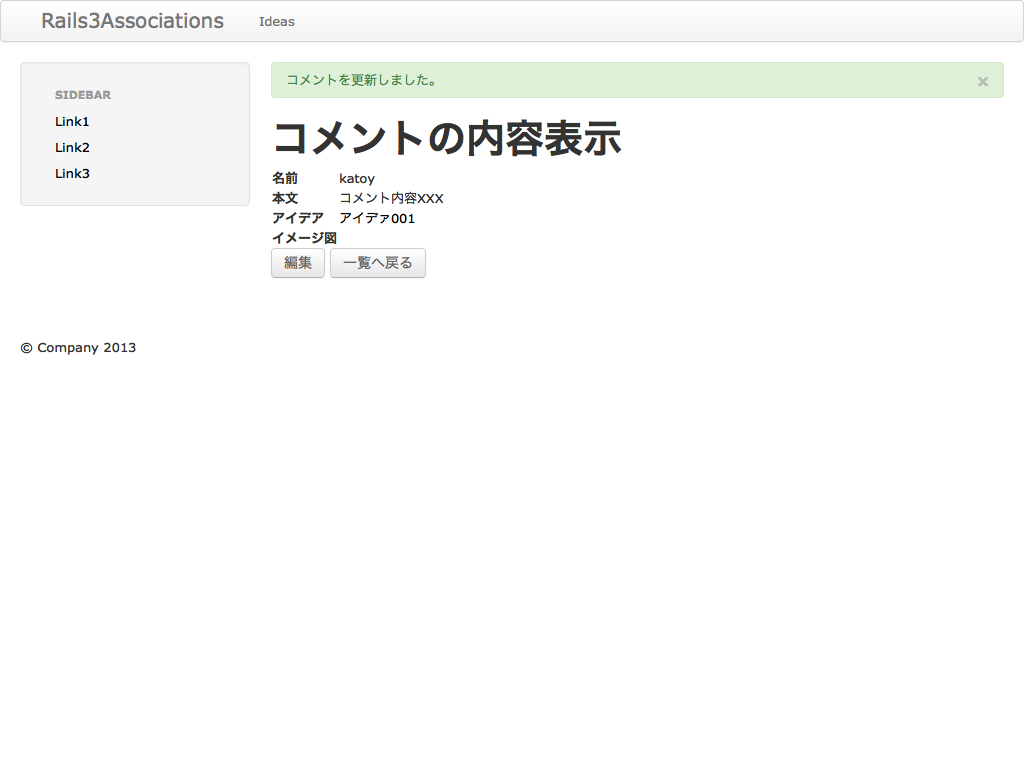 Rails3Associations Ideas
SIDEBAR
Link1
Link2
Link3
コメントを更新しました。 ×
コメントの内容表示
名前 katoy
本文 コメント内容XXX
アイデア アイデァ001
イメージ図
編集 一覧へ戻る
© Company 2013